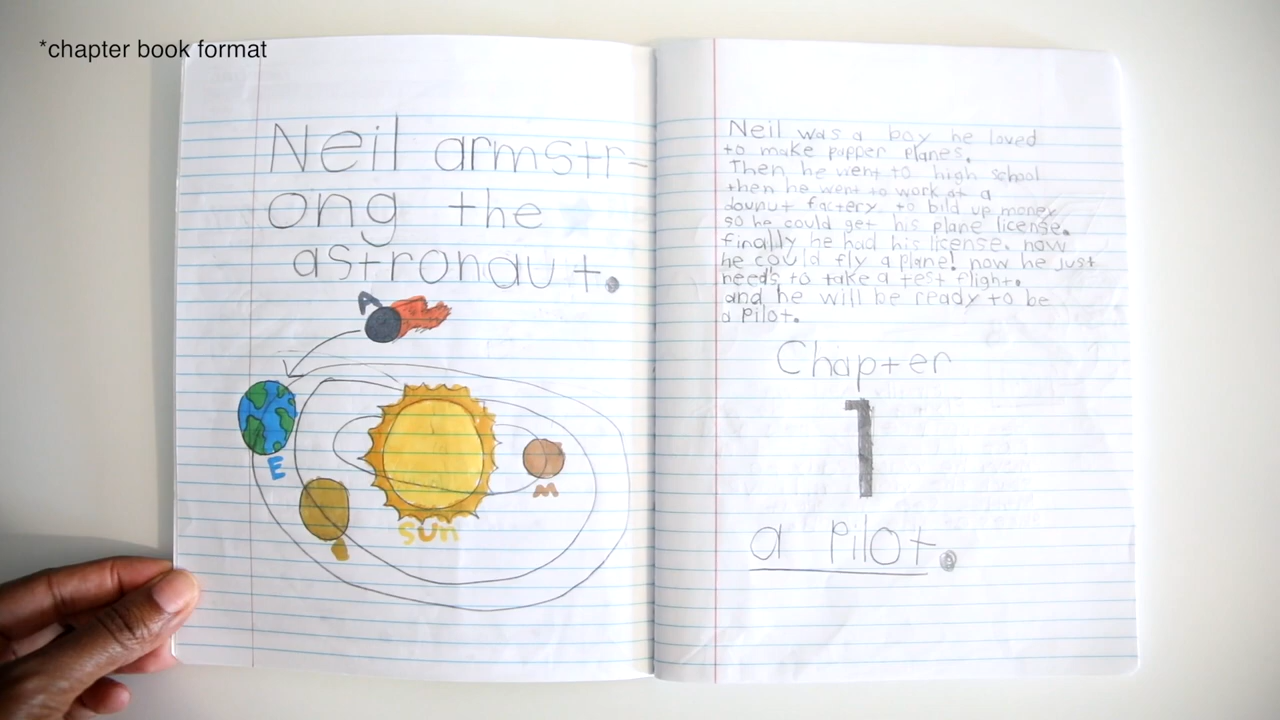 *chapter book format
Neil armstr-
ong the
astronaut.
A
E
sun
M
Neil was a boy he loved
to make papper planes.
Then he went to high school
then he went to work at a
dounut factery to bild up money
so he could get his plane license.
finally he had his license. now
he could fly a plane! now he just
needs to take a test flight.
and he will be ready to be
a Pilot.
Chapter
1
a Pilot.